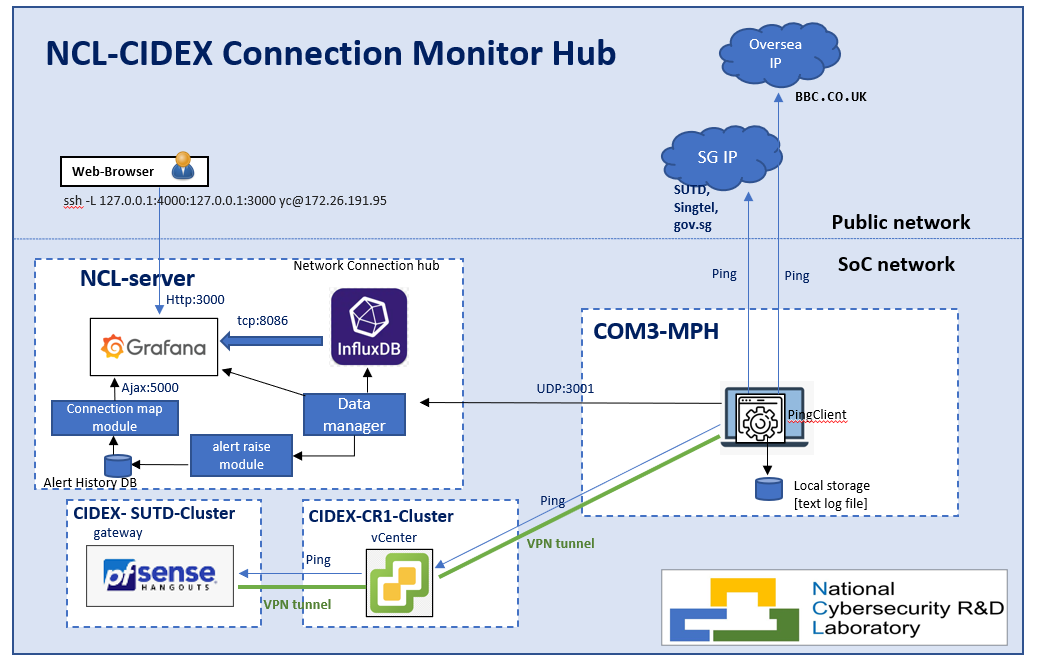 NCL-CIDEX Connection Monitor Hub
Oversea
IP
BBC.CO.UK
SG IP
SUTD,
Singtel,
gov.sg
Web-Browser
ssh -L 127.0.0.1:4000:127.0.0.1:3000 yc@172.26.191.95
Public network
SoC network
NCL-server
Network Connection hub
Http:3000
tcp:8086
Grafana
InfluxDB
Ajax:5000
Connection map
module
Data
manager
alert raise
module
Alert History DB
Ping
Ping
COM3-MPH
UDP:3001
PingClient
Local storage
[text log file]
Ping
VPN tunnel
CIDEX- SUTD-Cluster
gateway
pfsense
HANGOUTS
CIDEX-CR1-Cluster
vCenter
Ping
VPN tunnel
National
Cybersecurity R&D
Laboratory